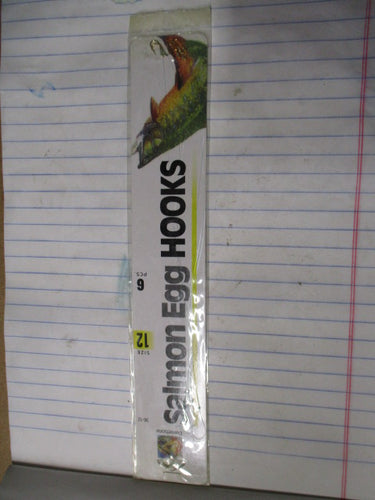 Salmon Egg HOOKS
SIZE
12
6
PCS